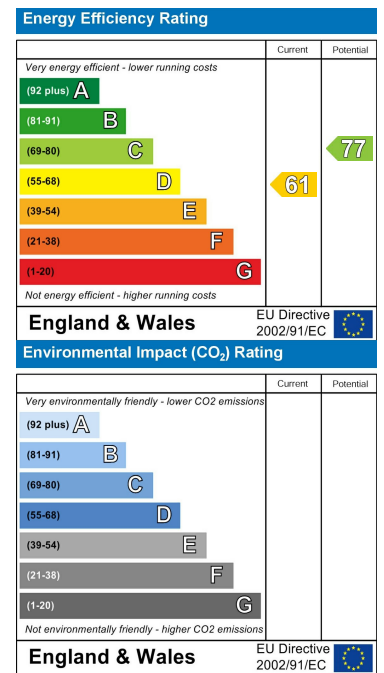 Energy Efficiency Rating
Current Potential
Very energy efficient - lower running costs
(92 plus) A
(81-91) B
(69-80) C
77
(55-68) D
61
(39-54) E
(21-38) F
(1-20) G
Not energy efficient - higher running costs
England & Wales
EU Directive
2002/91/EC
Environmental Impact (CO₂) Rating
Current Potential
Very environmentally friendly - lower CO2 emissions
(92 plus) A
(81-91) B
(69-80) C
(55-68) D
(39-54) E
(21-38) F
(1-20) G
Not environmentally friendly - higher CO2 emissions
England & Wales
EU Directive
2002/91/EC